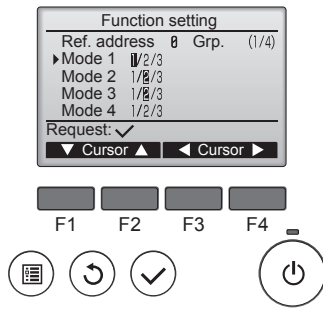 Function setting
Ref. address 0 Grp. (1/4)
Mode 1 1/2/3
Mode 2 1/2/3
Mode 3 1/2/3
Mode 4 1/2/3
Request: ✓
▼ Cursor ▲ ◀ Cursor ▶
F1 F2 F3 F4